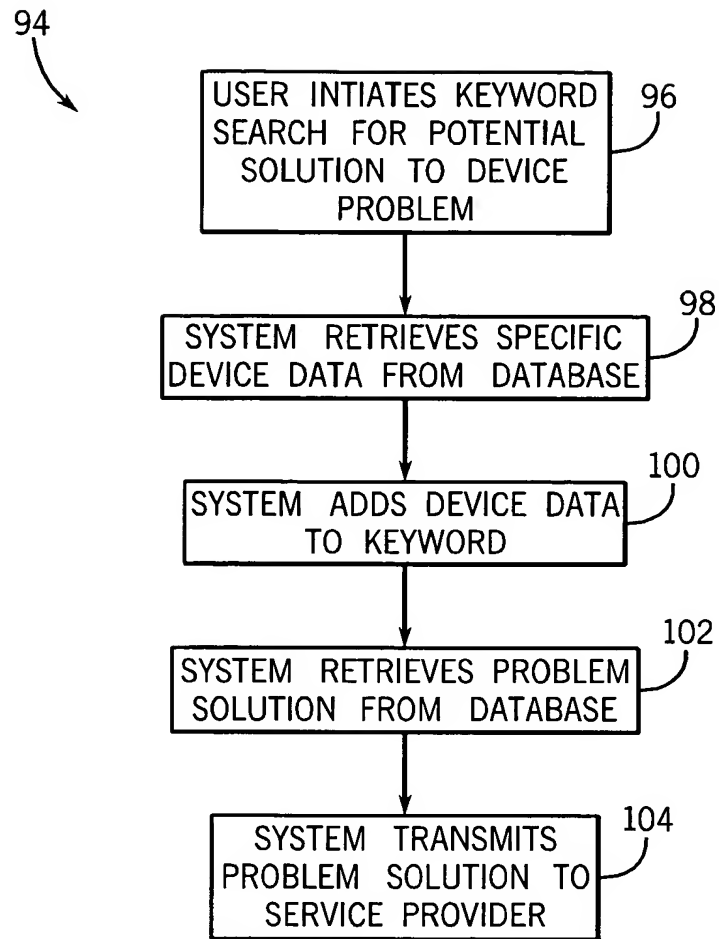 94
USER INTIATES KEYWORD
SEARCH FOR POTENTIAL
SOLUTION TO DEVICE
PROBLEM
96
SYSTEM RETRIEVES SPECIFIC
DEVICE DATA FROM DATABASE
98
SYSTEM ADDS DEVICE DATA
TO KEYWORD
100
SYSTEM RETRIEVES PROBLEM
SOLUTION FROM DATABASE
102
SYSTEM TRANSMITS
PROBLEM SOLUTION TO
SERVICE PROVIDER
104